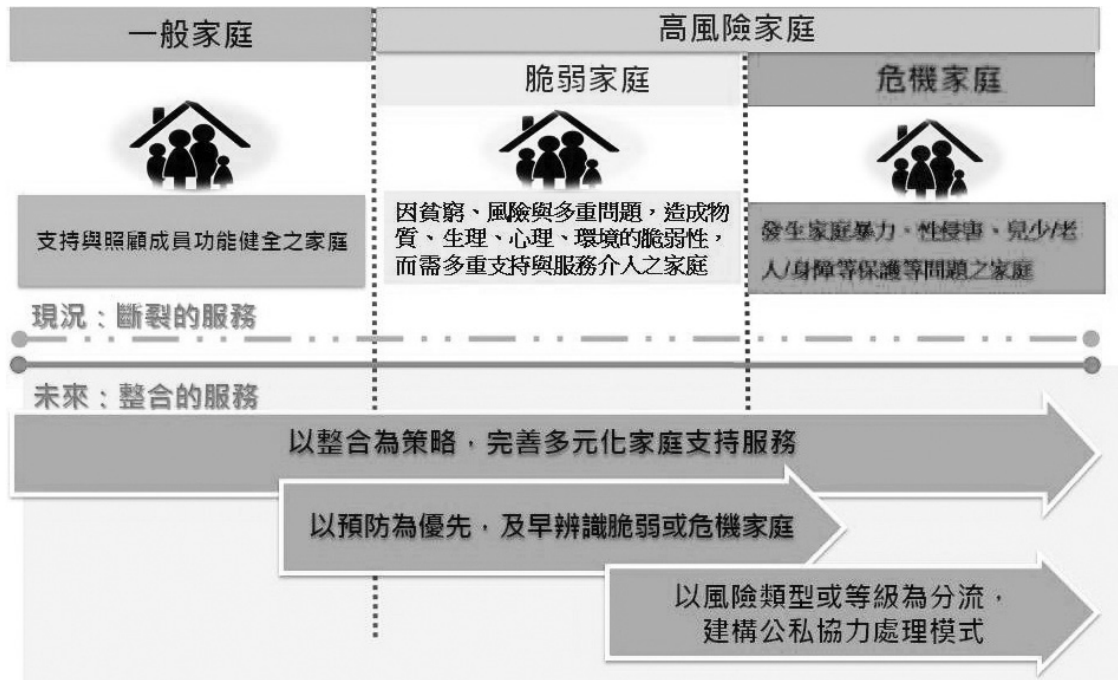 一般家庭
高風險家庭
脆弱家庭
危機家庭
支持與照顧成員功能健全之家庭
因貧窮、風險與多重問題，造成物
質、生理、心理、環境的脆弱性，
而需多重支持與服務介入之家庭
發生家庭暴力、性侵害、兒少/老
人/身障等保護等問題之家庭
現況：斷裂的服務
未來：整合的服務
以整合為策略，完善多元化家庭支持服務
以預防為優先，及早辨識脆弱或危機家庭
以風險類型或等級為分流，
建構公私協力處理模式